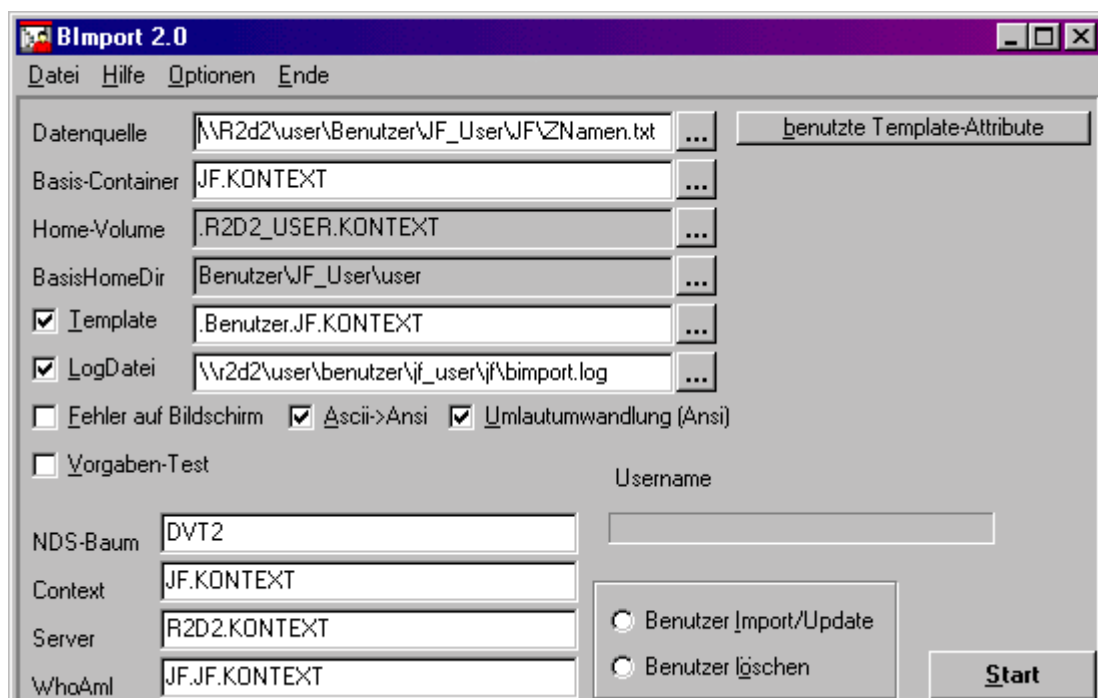 BImport 2.0
Datei Hilfe Optionen Ende
Datenquelle \\R2d2\user\Benutzer\JF_User\JF\ZNamen.txt ... benutzte Template-Attribute
Basis-Container JF.KONTEXT ...
Home-Volume .R2D2_USER.KONTEXT ...
BasisHomeDir Benutzer\JF_User\user ...
Template .Benutzer.JF.KONTEXT ...
LogDatei \\r2d2\user\benutzer\jf_user\jf\bimport.log ...
Fehler auf Bildschirm Ascii->Ansi Umlautumwandlung (Ansi)
Vorgaben-Test
Username
NDS-Baum DVT2
Context JF.KONTEXT
Server R2D2.KONTEXT
Benutzer Import/Update
WhoAmI JF.JF.KONTEXT
Benutzer löschen
Start